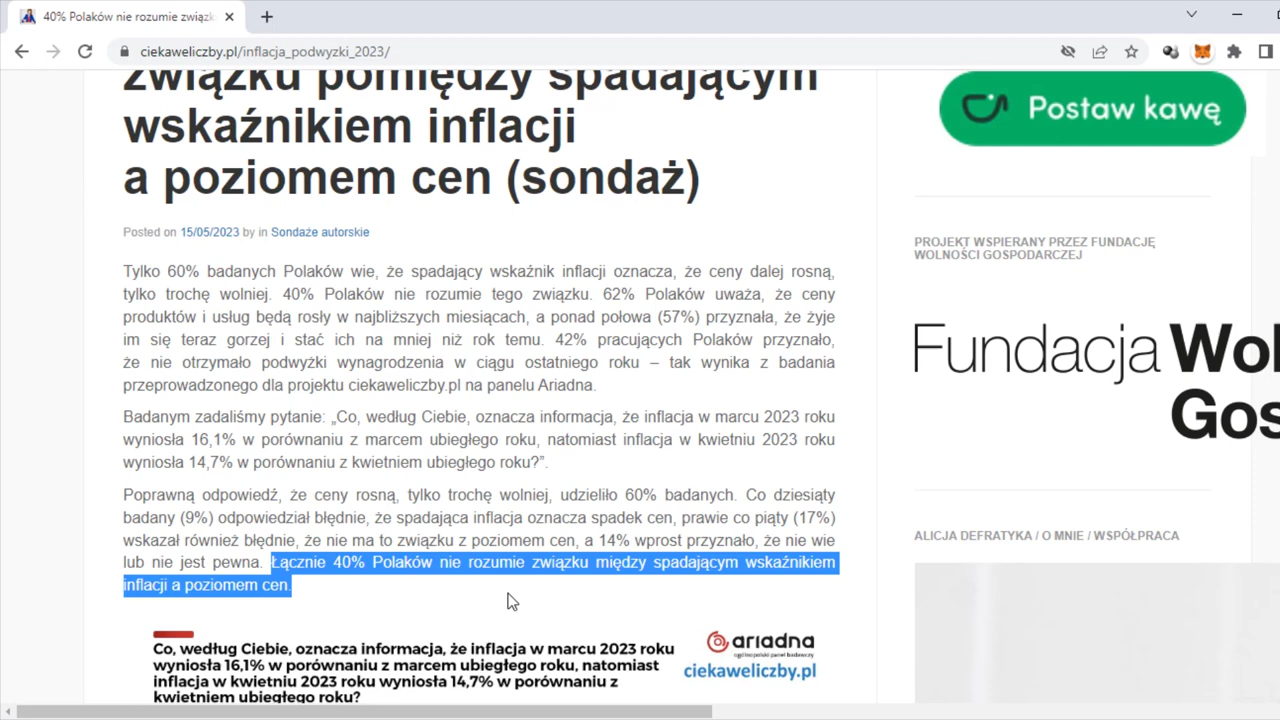 40% Polaków nie rozumie związk
ciekaweliczby.pl/inflacja_podwyzki_2023/
związku pomiędzy spadającym
wskaźnikiem inflacji
a poziomem cen (sondaż)
Posted on 15/05/2023 by in Sondaże autorskie
Tylko 60% badanych Polaków wie, że spadający wskaźnik inflacji oznacza, że ceny dalej rosną,
tylko trochę wolniej. 40% Polaków nie rozumie tego związku. 62% Polaków uważa, że ceny
produktów i usług będą rosły w najbliższych miesiącach, a ponad połowa (57%) przyznała, że żyje
im się teraz gorzej i stać ich na mniej niż rok temu. 42% pracujących Polaków przyznało,
że nie otrzymało podwyżki wynagrodzenia w ciągu ostatniego roku – tak wynika z badania
przeprowadzonego dla projektu ciekaweliczby.pl na panelu Ariadna.
Badanym zadaliśmy pytanie: „Co, według Ciebie, oznacza informacja, że inflacja w marcu 2023 roku
wyniosła 16,1% w porównaniu z marcem ubiegłego roku, natomiast inflacja w kwietniu 2023 roku
wyniosła 14,7% w porównaniu z kwietniem ubiegłego roku?”.
Poprawną odpowiedź, że ceny rosną, tylko trochę wolniej, udzieliło 60% badanych. Co dziesiąty
badany (9%) odpowiedział błędnie, że spadająca inflacja oznacza spadek cen, prawie co piąty (17%)
wskazał również błędnie, że nie ma to związku z poziomem cen, a 14% wprost przyznało, że nie wie
lub nie jest pewna. Łącznie 40% Polaków nie rozumie związku między spadającym wskaźnikiem
inflacji a poziomem cen.
Co, według Ciebie, oznacza informacja, że inflacja w marcu 2023 roku
wyniosła 16,1% w porównaniu z marcem ubiegłego roku, natomiast
inflacja w kwietniu 2023 roku wyniosła 14,7% w porównaniu z
kwietniem ubiegłego roku?
ariadna
ogólnopolski panel badawczy
ciekaweliczby.pl
Postaw kawę
PROJEKT WSPIERANY PRZEZ FUNDACJĘ
WOLNOŚCI GOSPODARCZEJ
Fundacja Wol
Gos
ALICJA DEFRATYKA / O MNIE / WSPÓŁPRACA